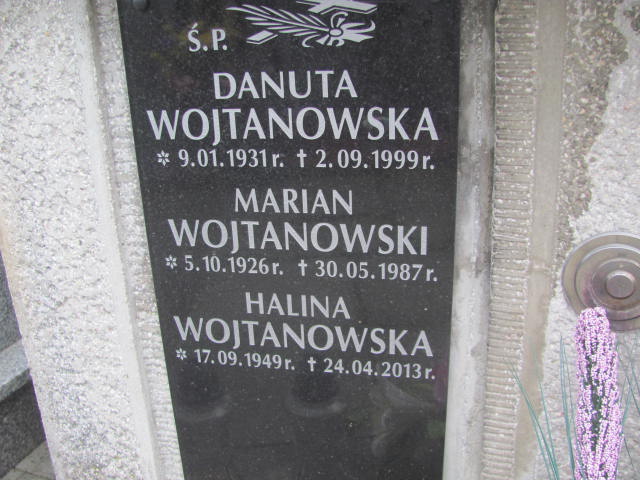 Ś.P.
DANUTA
WOJTANOWSKA
* 9.01.1931 r. † 2.09.1999 r.
MARIAN
WOJTANOWSKI
* 5.10.1926 r. † 30.05.1987 r.
HALINA
WOJTANOWSKA
* 17.09.1949 r. † 24.04.2013 r.